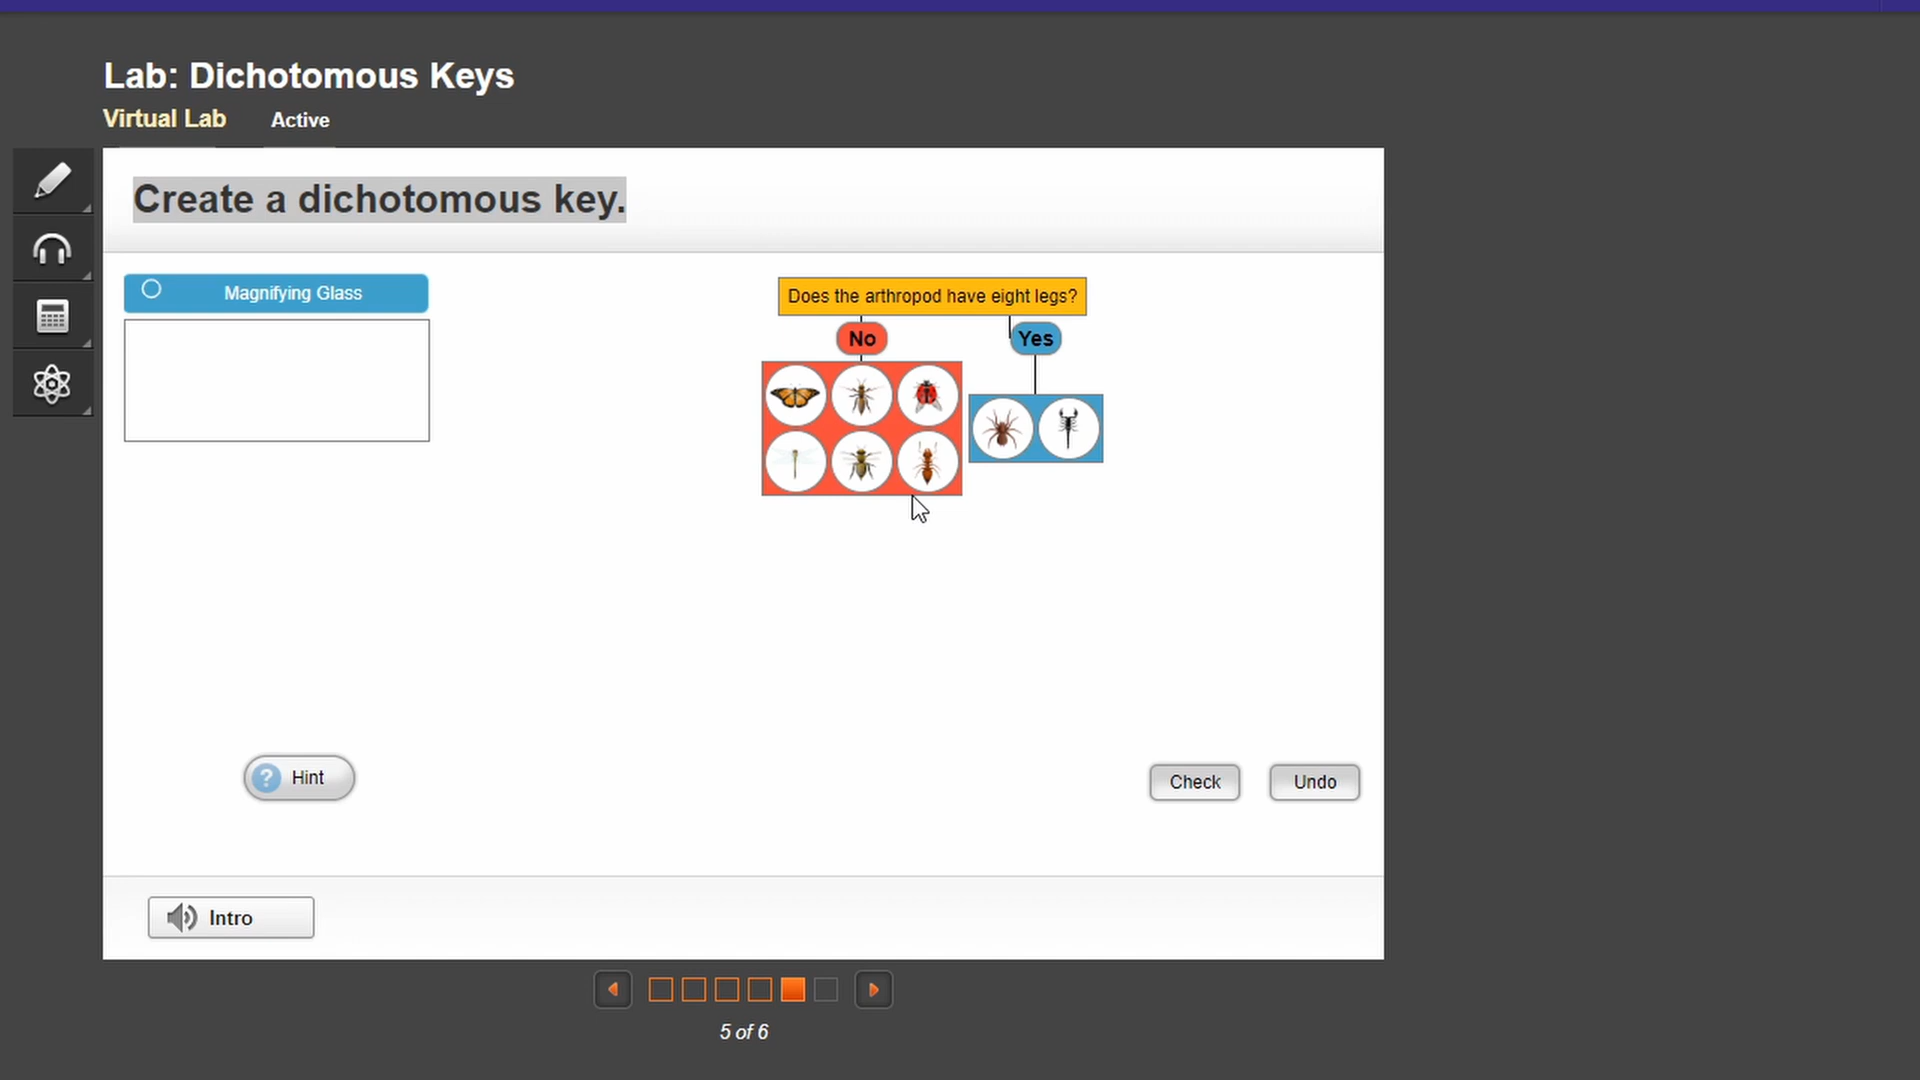 Lab: Dichotomous Keys
Virtual Lab Active
Create a dichotomous key.
Magnifying Glass
Does the arthropod have eight legs?
No Yes
? Hint
Check Undo
Intro
5 of 6